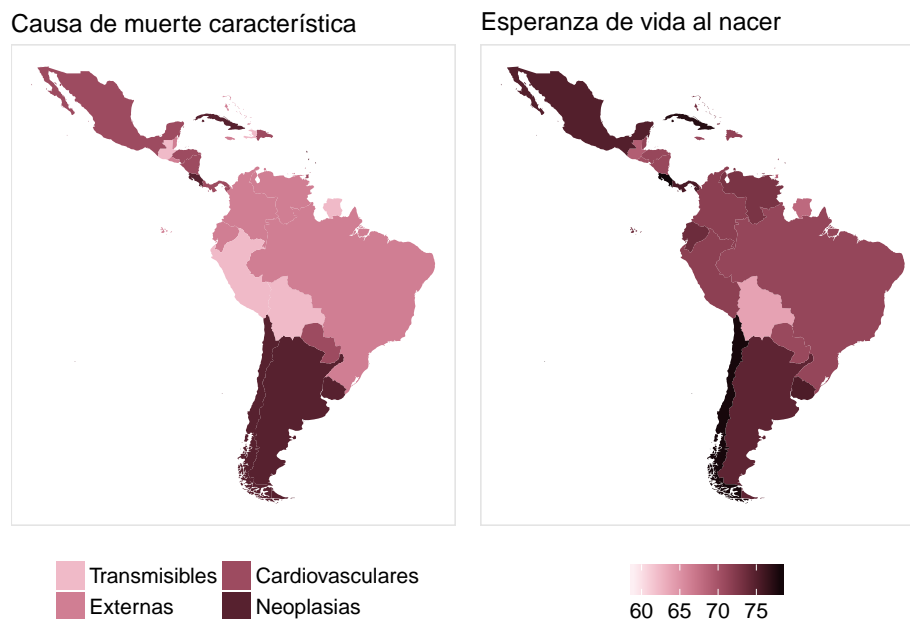 Causa de muerte característica
Esperanza de vida al nacer
Transmisibles
Cardiovasculares
Externas
Neoplasias
60 65 70 75